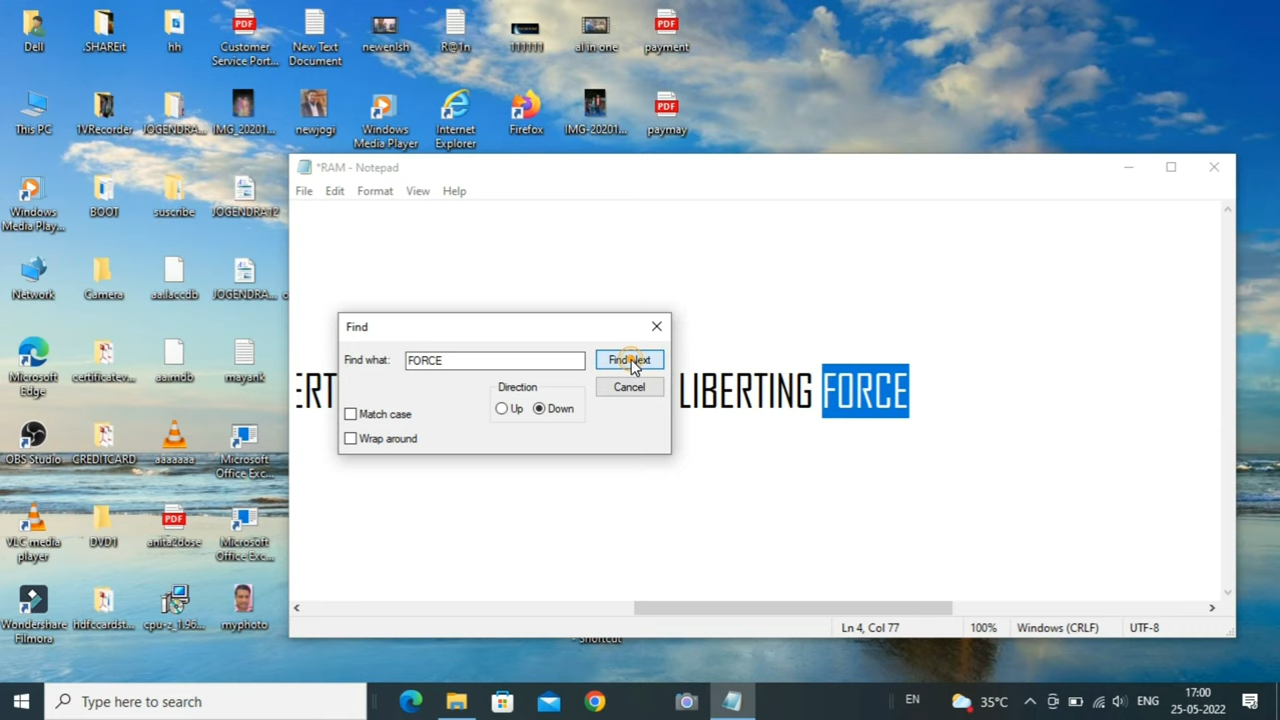 Dell
.SHAREit
hh
Customer
Service Port...
New Text
Document
newenlsh
R@1n
111111
al in one
payment
This PC
1VRecorder
JOGENDRA...
IMG_20201...
newjogi
Windows
Media Player
Internet
Explorer
Firefox
IMG-20201...
paymay
*RAM - Notepad
File Edit Format View Help
Windows
Media Play...
BOOT
suscribe
JOGENDRA12
Network
Camera
JOGENDRA...
Find
Find what: FORCE Find Next
Direction Cancel
Up Down
Match case
Wrap around
LIBERTING FORCE
Microsoft
Edge
certificatev...
aaimdb
mayank
OBS Studio
CREDITCARD
aaaaaaa
Microsoft
Office Exc...
VLC media
player
DVD1
anita2dose
Microsoft
Office Exc...
Wondershare
Filmora
hdfccardst...
cpu-z_1.96...
myphoto
- Shortcut
Ln 4, Col 77 100% Windows (CRLF) UTF-8
Type here to search
EN 35°C ENG 17:00
25-05-2022